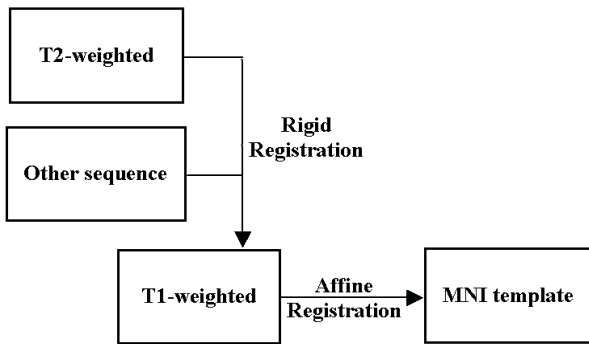 T2-weighted
Rigid
Registration
Other sequence
T1-weighted
Affine
Registration
MNI template